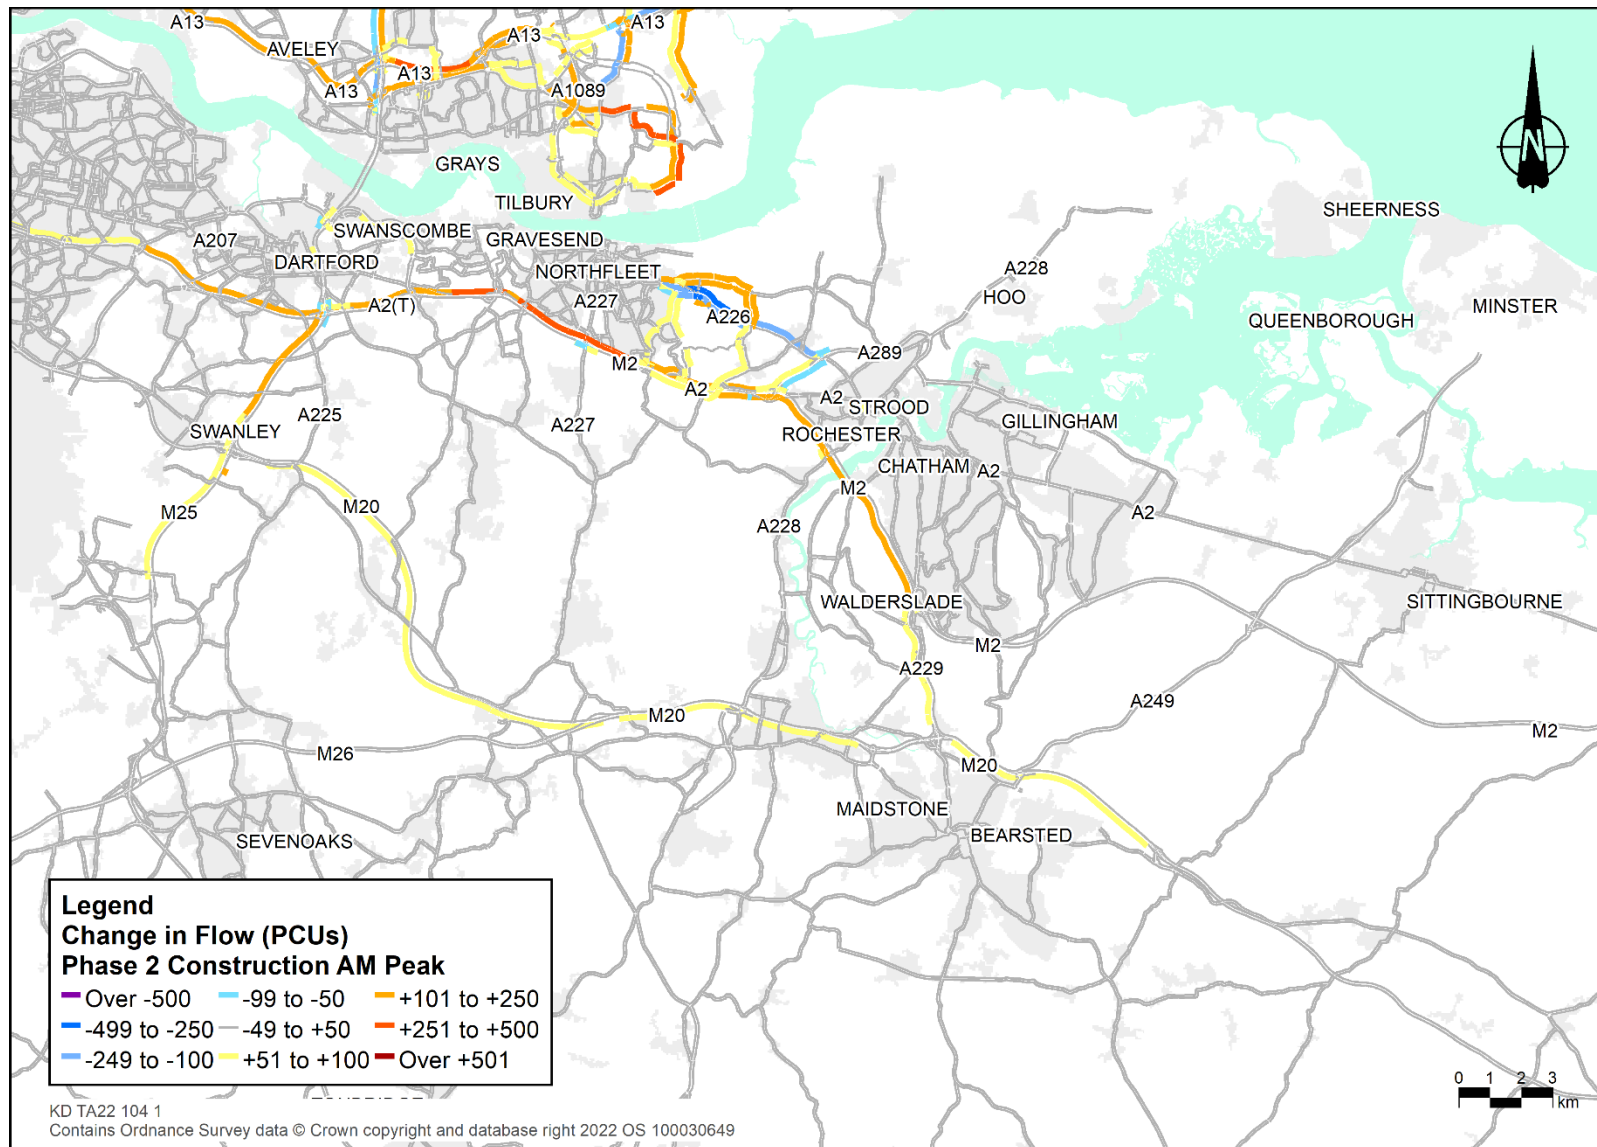 A13
A13
A13
AVELEY
A13
A13
A1089
GRAYS
TILBURY
SHEERNESS
SWANSCOMBE
A207
GRAVESEND
DARTFORD
NORTHFLEET
A228
HOO
MINSTER
A2(T)
A227
A226
QUEENBOROUGH
A289
M2
A2
A2
STROOD
A225
A227
GILLINGHAM
SWANLEY
ROCHESTER
CHATHAM
A2
M2
M25
M20
A228
A2
WALDERSLADE
SITTINGBOURNE
M2
A229
A249
M20
M2
M26
M20
MAIDSTONE
BEARSTED
SEVENOAKS
N
Legend
Change in Flow (PCUs)
Phase 2 Construction AM Peak
Over -500
-99 to -50
+101 to +250
-499 to -250
-49 to +50
+251 to +500
-249 to -100
+51 to +100
Over +501
0 1 2 3
km
KD TA22 104 1
Contains Ordnance Survey data © Crown copyright and database right 2022 OS 100030649